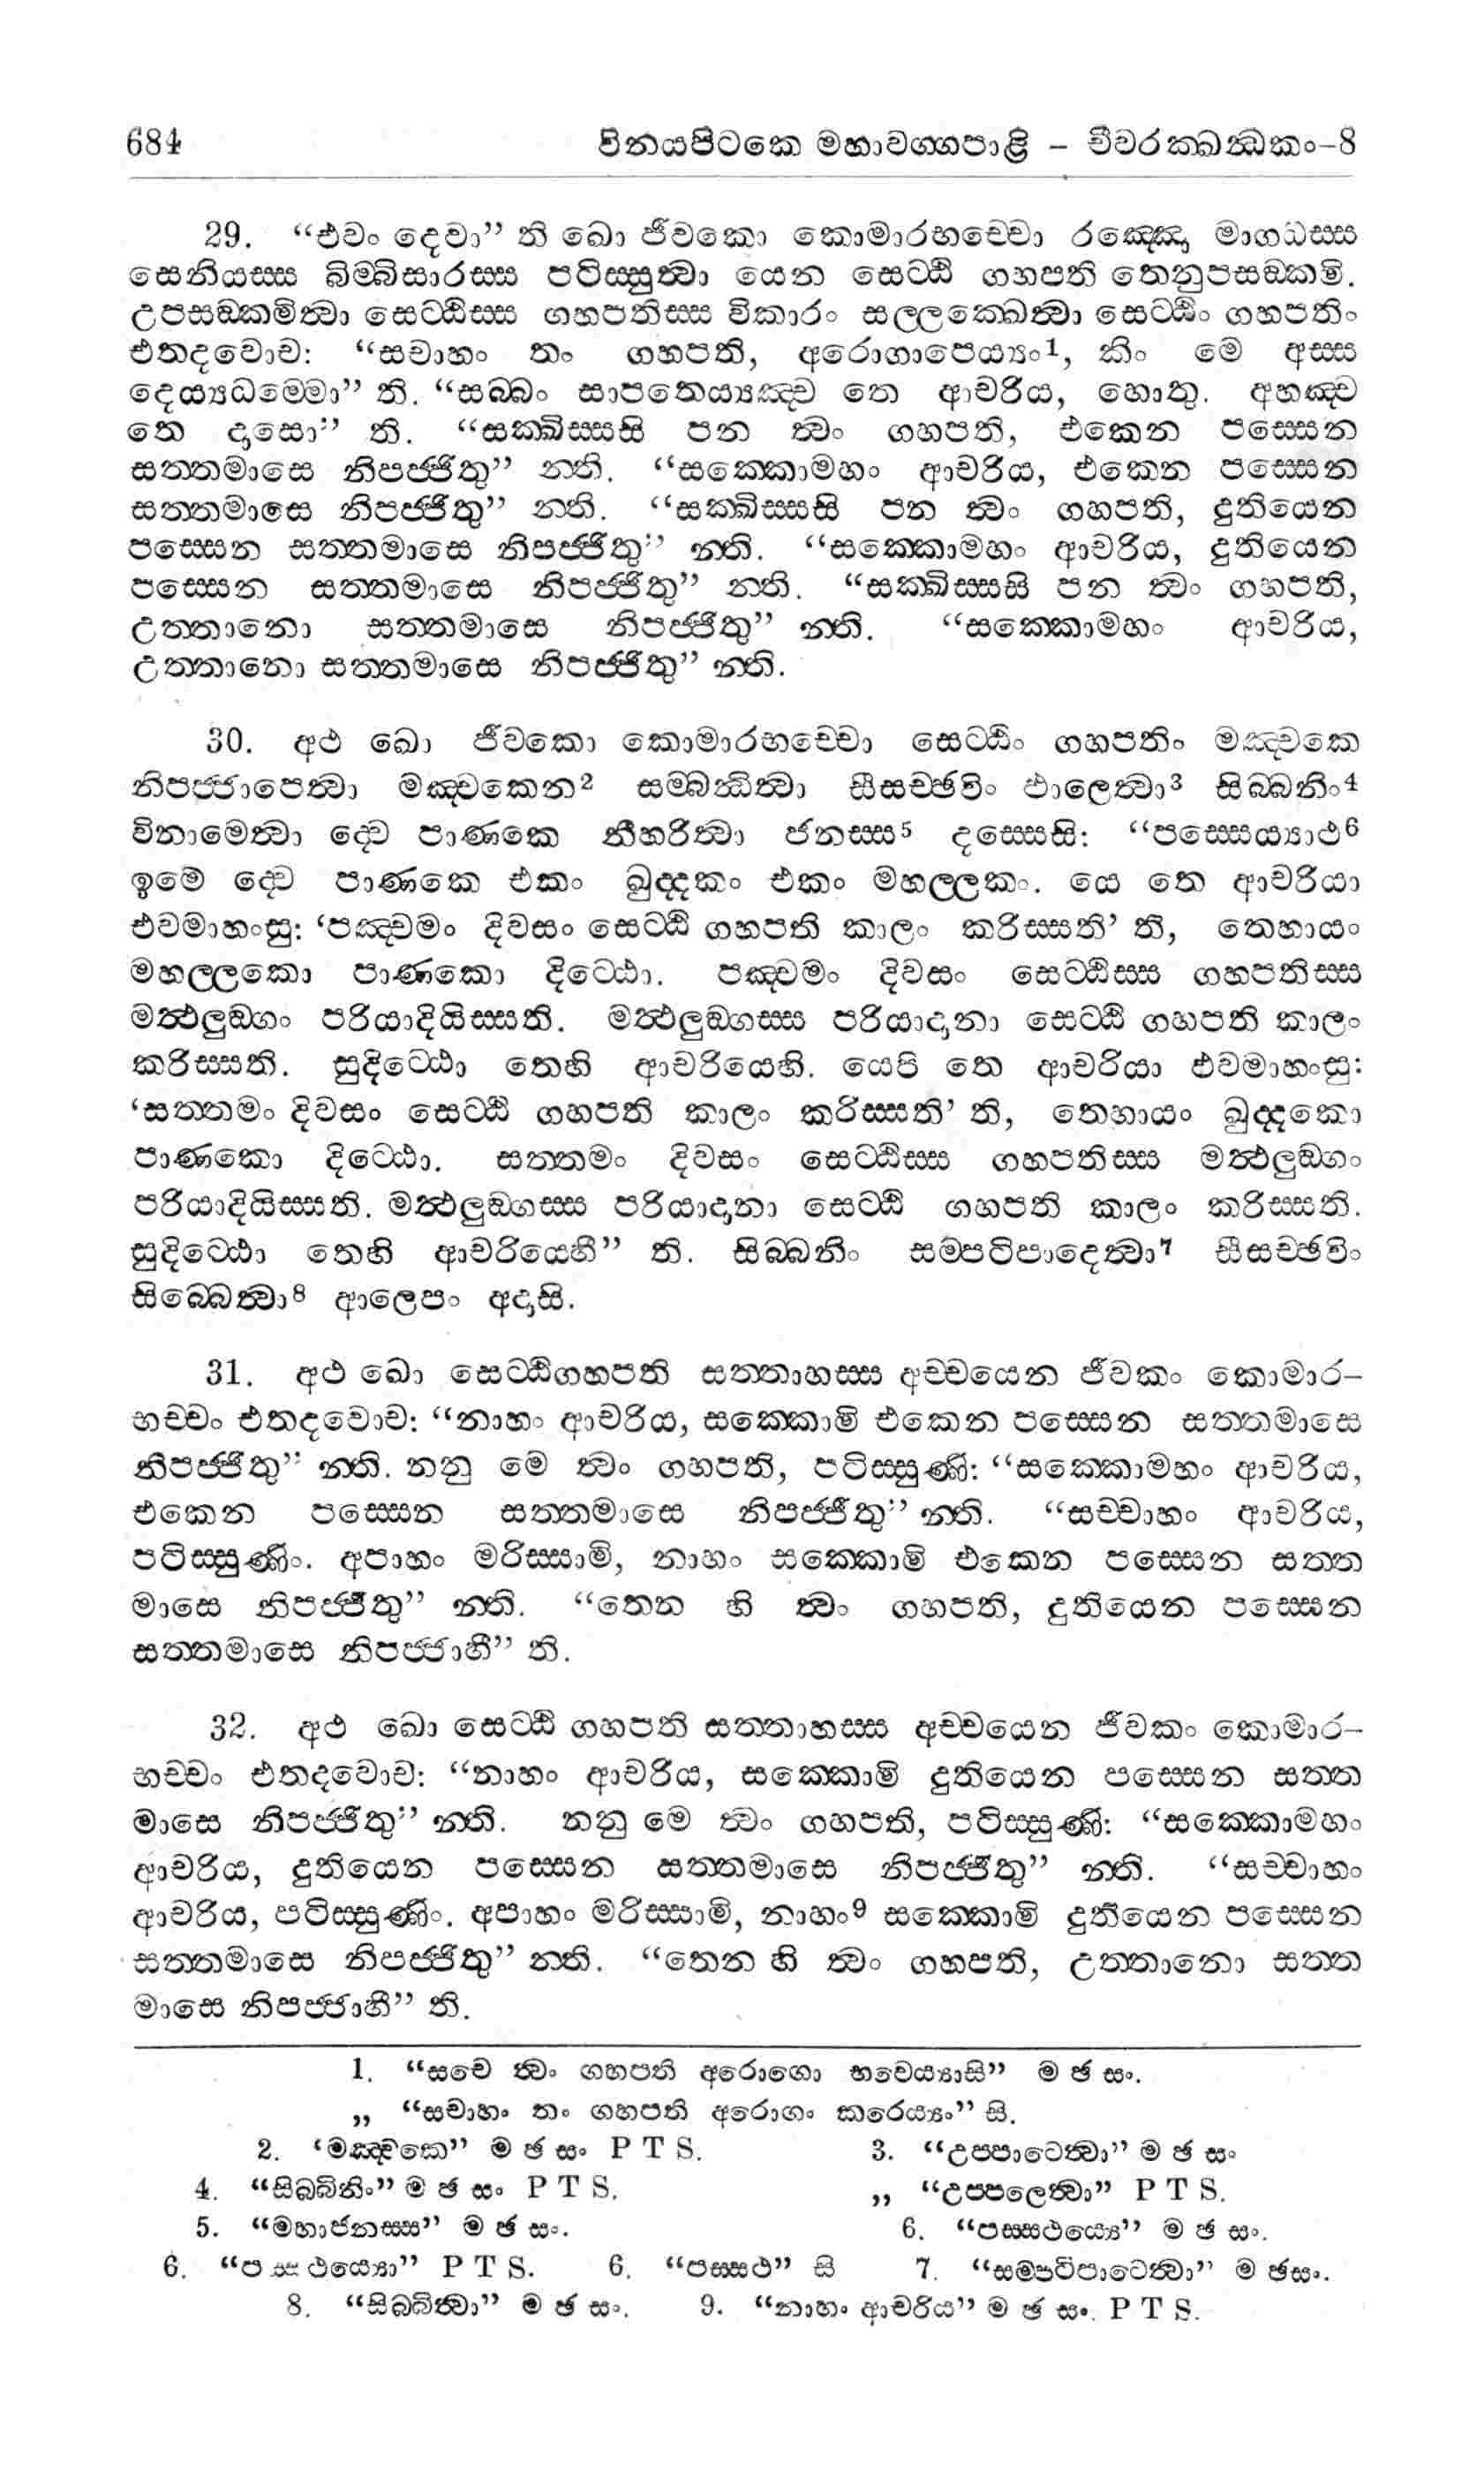 684 විනයපිටකෙ මහාවග්ගපාළි – චීවරක්ඛන්ධකං–8
29. “එවං දෙවා” ති ඛො ජීවකො කොමාරභච්චො රඤ්ඤො මාගධස්ස
සෙනියස්ස බිම්බිසාරස්ස පටිස්සුත්වා යෙන සෙට්ඨි ගහපති තෙනුපසඞ්කමි.
උපසඞ්කමිත්වා සෙට්ඨිස්ස ගහපතිස්ස විකාරං සල්ලක්ඛෙත්වා සෙට්ඨිං ගහපතිං
එතදවොච: “සචාහං තං ගහපති, අරොගාපෙය්‍යං1, කිං මෙ අස්ස
දෙය්‍යධම්මො” ති. “සබ්බං සාපතෙය්‍යඤ්ච තෙ ආචරිය, හොතු. අහඤ්ච
තෙ දාසො” ති. “සක්ඛිස්සසි පන ත්වං ගහපති, එකෙන පස්සෙන
සත්තමාසෙ නිපජ්ජිතු” න්ති. “සක්කොමහං ආචරිය, එකෙන පස්සෙන
සත්තමාසෙ නිපජ්ජිතු” න්ති. “සක්ඛිස්සසි පන ත්වං ගහපති, දුතියෙන
පස්සෙන සත්තමාසෙ නිපජ්ජිතු” න්ති. “සක්කොමහං ආචරිය, දුතියෙන
පස්සෙන සත්තමාසෙ නිපජ්ජිතු” න්ති. “සක්ඛිස්සසි පන ත්වං ගහපති,
උත්තානො සත්තමාසෙ නිපජ්ජිතු” න්ති. “සක්කොමහං ආචරිය,
උත්තානො සත්තමාසෙ නිපජ්ජිතු” න්ති.
30. අථ ඛො ජීවකො කොමාරභච්චො සෙට්ඨිං ගහපතිං මඤ්චකෙ
නිපජ්ජාපෙත්වා මඤ්චකෙන2 සම්බන්ධිත්වා සීසච්ඡවිං ඵාලෙත්වා3 සිබ්බනිං4
විනාමෙත්වා ද්වෙ පාණකෙ නීහරිත්වා ජනස්ස5 දස්සෙසි: “පස්සෙය්‍යාථ6
ඉමෙ ද්වෙ පාණකෙ එකං ඛුද්දකං එකං මහල්ලකං. යෙ තෙ ආචරියා
එවමාහංසු: ‘පඤ්චමං දිවසං සෙට්ඨි ගහපති කාලං කරිස්සති’ ති, තෙහායං
මහල්ලකො පාණකො දිට්ඨො. පඤ්චමං දිවසං සෙට්ඨිස්ස ගහපතිස්ස
මත්ථලුඞ්ගං පරියාදියිස්සති. මත්ථලුඞ්ගස්ස පරියාදානා සෙට්ඨි ගහපති කාලං
කරිස්සති. සුදිට්ඨො තෙහි ආචරියෙහි. යෙපි තෙ ආචරියා එවමාහංසු:
‘සත්තමං දිවසං සෙට්ඨි ගහපති කාලං කරිස්සති’ ති, තෙහායං ඛුද්දකො
පාණකො දිට්ඨො. සත්තමං දිවසං සෙට්ඨිස්ස ගහපතිස්ස මත්ථලුඞ්ගං
පරියාදියිස්සති. මත්ථලුඞ්ගස්ස පරියාදානා සෙට්ඨි ගහපති කාලං කරිස්සති.
සුදිට්ඨො තෙහි ආචරියෙහී” ති. සිබ්බනිං සම්පටිපාදෙත්වා7 සීසච්ඡවිං
සිබ්බෙත්වා8 ආලෙපං අදාසි.
31. අථ ඛො සෙට්ඨිගහපති සත්තාහස්ස අච්චයෙන ජීවකං කොමාර–
භච්චං එතදවොච: “නාහං ආචරිය, සක්කොමි එකෙන පස්සෙන සත්තමාසෙ
නිපජ්ජිතු” න්ති. නනු මෙ ත්වං ගහපති, පටිස්සුණි: “සක්කොමහං ආචරිය,
එකෙන පස්සෙන සත්තමාසෙ නිපජ්ජිතු” න්ති. “සච්චාහං ආචරිය,
පටිස්සුණිං. අපාහං මරිස්සාමි, නාහං සක්කොමි එකෙන පස්සෙන සත්ත
මාසෙ නිපජ්ජිතු” න්ති. “තෙන හි ත්වං ගහපති, දුතියෙන පස්සෙන
සත්තමාසෙ නිපජ්ජාහී” ති.
32. අථ ඛො සෙට්ඨි ගහපති සත්තාහස්ස අච්චයෙන ජීවකං කොමාර–
භච්චං එතදවොච: “නාහං ආචරිය, සක්කොමි දුතියෙන පස්සෙන සත්ත
මාසෙ නිපජ්ජිතු” න්ති. නනු මෙ ත්වං ගහපති, පටිස්සුණි: “සක්කොමහං
ආචරිය, දුතියෙන පස්සෙන සත්තමාසෙ නිපජ්ජිතු” න්ති. “සච්චාහං
ආචරිය, පටිස්සුණිං. අපාහං මරිස්සාමි, නාහං9 සක්කොමි දුතියෙන පස්සෙන
සත්තමාසෙ නිපජ්ජිතු” න්ති. “තෙන හි ත්වං ගහපති, උත්තානො සත්ත
මාසෙ නිපජ්ජාහී” ති.
1. “සචෙ ත්වං ගහපති අරොගො භවෙය්‍යාසි” ම ඡ සං.
„ “සචාහං තං ගහපති අරොගං කරෙය්‍යං” සි.
2. ‘මඤ්චකෙ” ම ඡ සං P T S. 3. “උප්පාටෙත්වා” ම ඡ සං
4. “සිබ්බිනිං” ම ඡ සං P T S. „ “උප්පලෙත්වා” P T S.
5. “මහාජනස්ස” ම ඡ සං. 6. “පස්සථය්‍යෙ” ම ඡ සං.
6. “පස්සථය්‍යො” P T S. 6. “පස්සථ” සි 7. “සම්පටිපාටෙත්වා” ම ඡසං.
8. “සිබ්බිත්වා” ම ඡ සං. 9. “නාහං ආචරිය” ම ඡ සං. P T S.